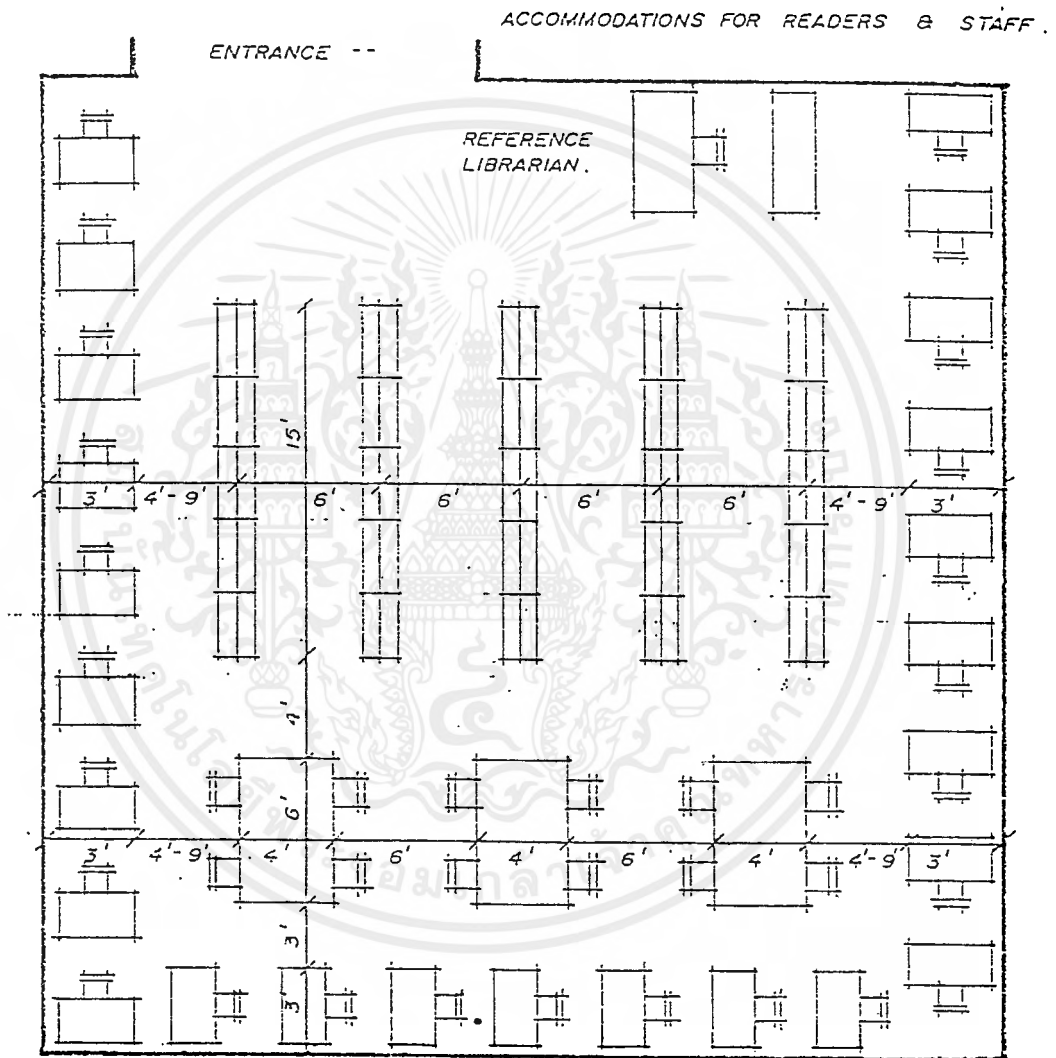 ACCOMMODATIONS FOR READERS & STAFF.
ENTRANCE --
REFERENCE
LIBRARIAN.
15'
3' 4'-9' 6' 6' 6' 6' 4'-9' 3'
4'
6'
3' 4'-9' 4' 6' 4' 6' 4' 4'-9' 3'
3'
3'